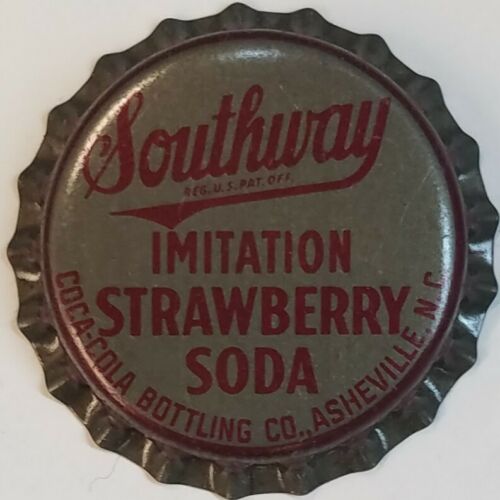 Southway
REG. U.S. PAT. OFF.
IMITATION
STRAWBERRY
SODA
COCA-COLA BOTTLING CO., ASHEVILLE, N.C.